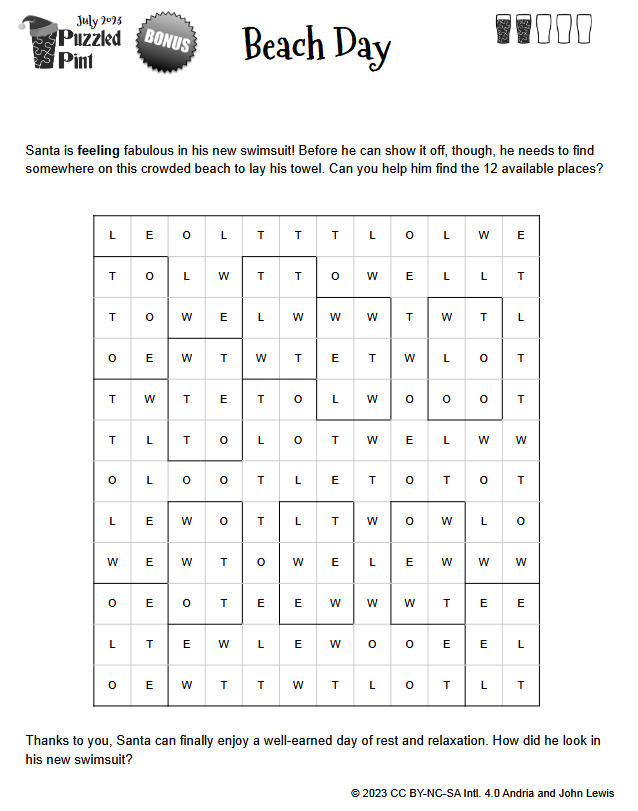 July 2023
Puzzled
Pint
BONUS
Beach Day
Santa is feeling fabulous in his new swimsuit! Before he can show it off, though, he needs to find
somewhere on this crowded beach to lay his towel. Can you help him find the 12 available places?
L E O L T T T L O L W E
T O L W T T O W E L L T
T O W E L W W W T W T L
O E W T W T E T W L O T
T W T E T O L W O O O T
T L T O L O T W E L W W
O L O O T L E T O T O T
L E W O T L T W O W L O
W E W T O W E L E W W W
O E O T E E W W W T E E
L T E W L E W O O E E L
O E W T T W T L O T L T
Thanks to you, Santa can finally enjoy a well-earned day of rest and relaxation. How did he look in
his new swimsuit?
© 2023 CC BY-NC-SA Intl. 4.0 Andria and John Lewis